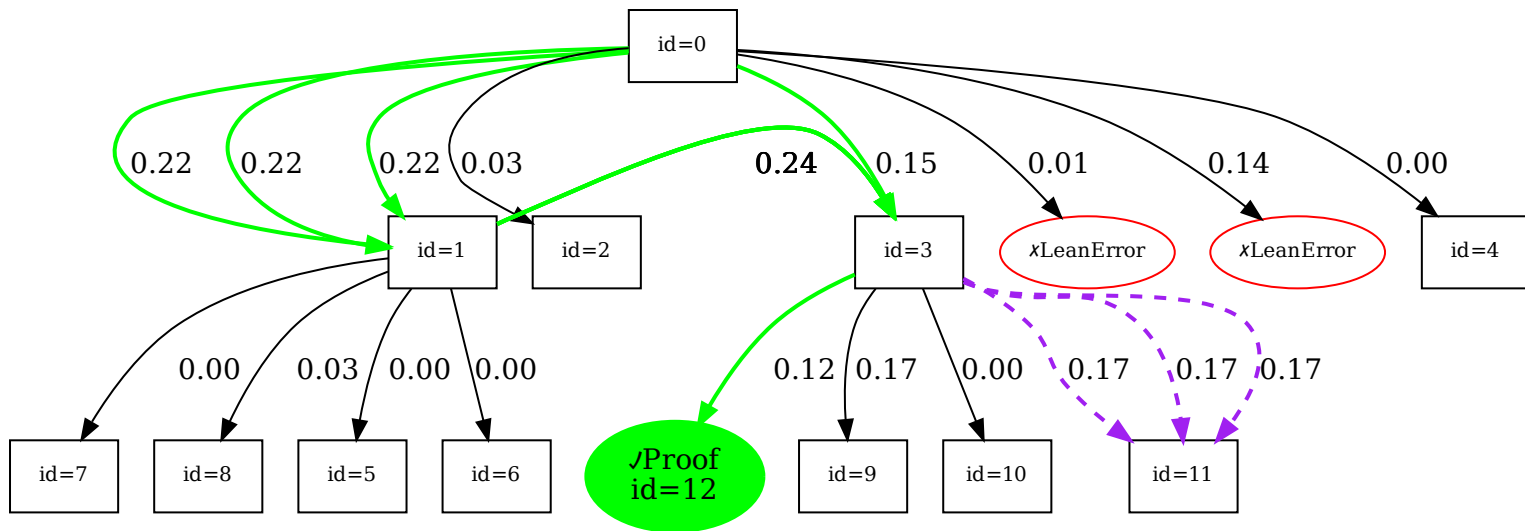 id=0
0.22
0.22
0.22
0.03
0.24
0.15
0.01
0.14
0.00
id=1
id=2
id=3
✗LeanError
✗LeanError
id=4
0.00
0.03
0.00
0.00
0.12
0.17
0.00
0.17
0.17
0.17
id=7
id=8
id=5
id=6
✓Proof
id=12
id=9
id=10
id=11